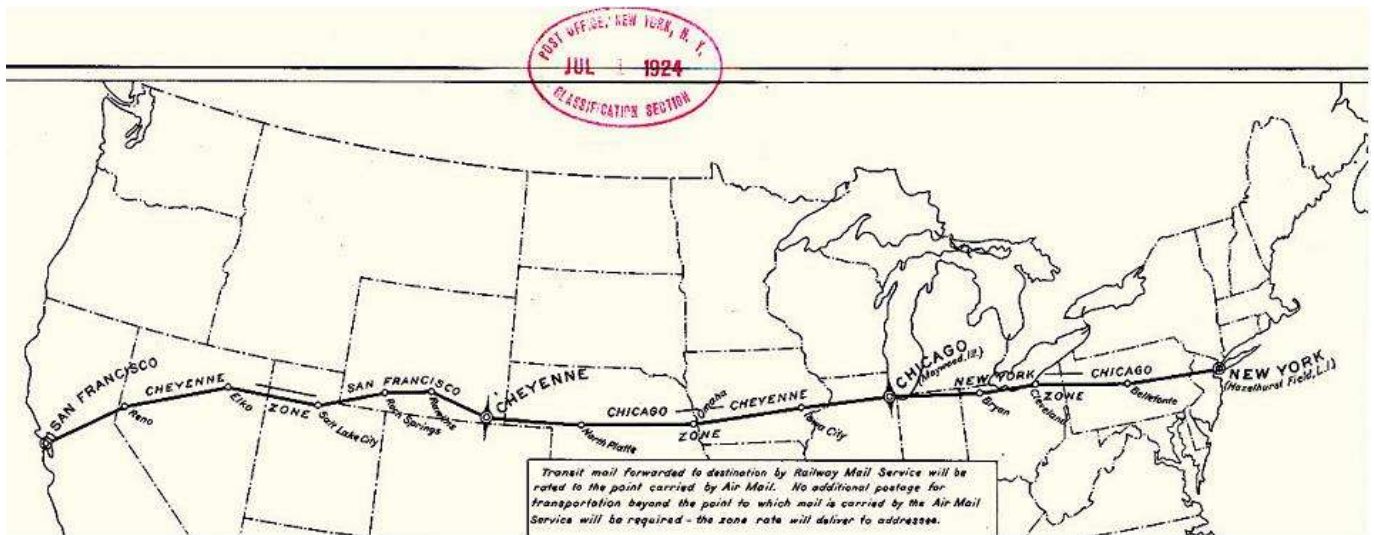 POST OFFICE, NEW YORK, N. Y.
JUL 1 1924
CLASSIFICATION SECTION
SAN FRANCISCO
CHEYENNE
SAN FRANCISCO
ZONE
Reno
Elko
Salt Lake City
Rock Springs
Rawlins
CHEYENNE
CHICAGO
CHEYENNE
ZONE
North Platte
Omaha
Iowa City
CHICAGO
(Maywood, Ill.)
NEW YORK
CHICAGO
ZONE
Bryan
Cleveland
Bellefonte
NEW YORK
(Hazelhurst Field, L.I.)
Transit mail forwarded to destination by Railway Mail Service will be
rated to the point carried by Air Mail. No additional postage for
transportation beyond the point to which mail is carried by the Air Mail
Service will be required - the zone rate will deliver to addressee.